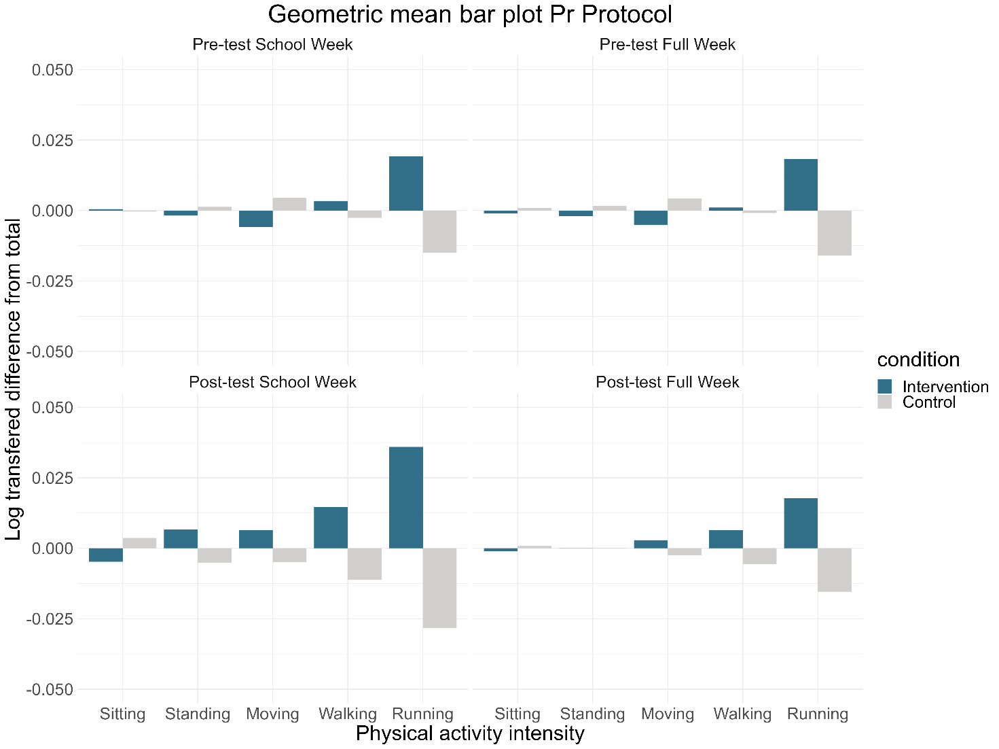 Geometric mean bar plot Pr Protocol
Pre-test School Week
Pre-test Full Week
0.050
0.025
0.000
-0.025
-0.050
Post-test School Week
Post-test Full Week
0.050
0.025
0.000
-0.025
-0.050
Log transfered difference from total
Sitting Standing Moving Walking Running
Sitting Standing Moving Walking Running
Physical activity intensity
condition
Intervention
Control